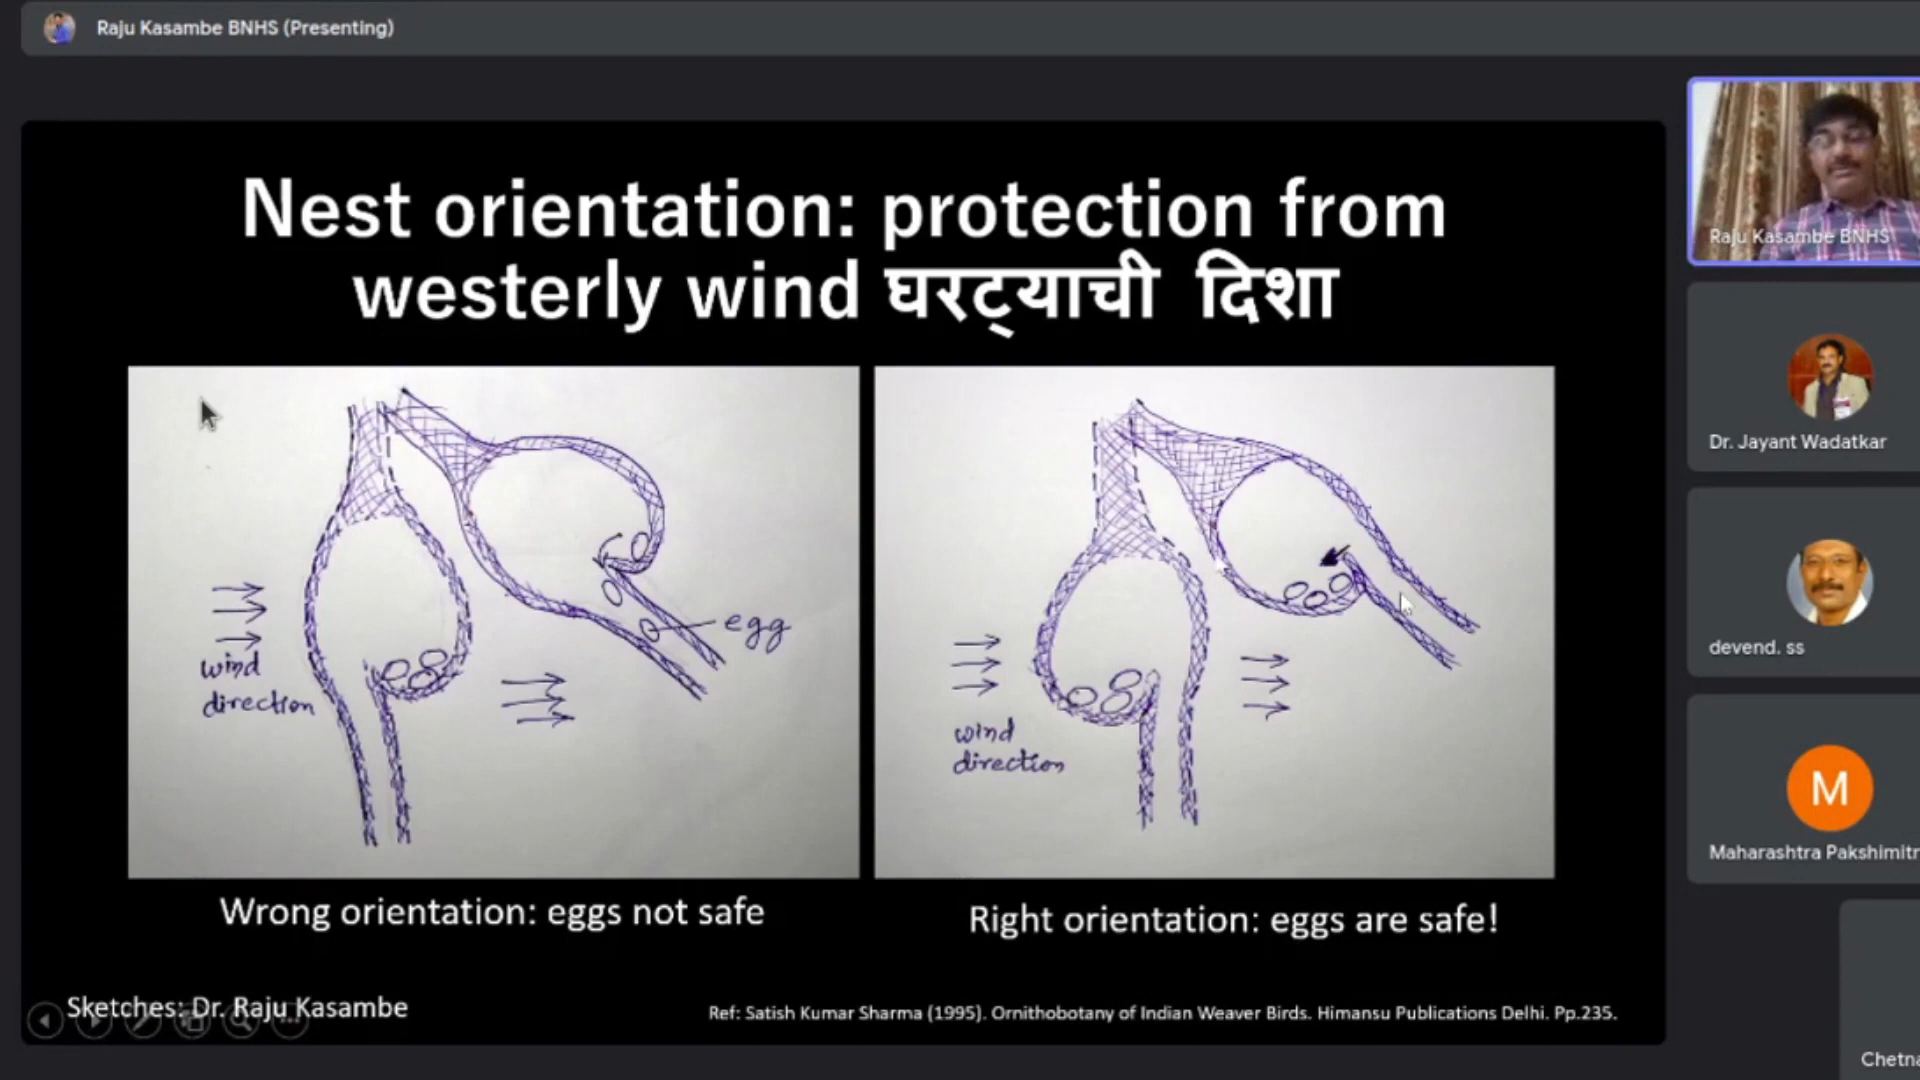 Raju Kasambe BNHS (Presenting)
Nest orientation: protection from
westerly wind घरट्याची दिशा
egg
wind
direction
wind
direction
Wrong orientation: eggs not safe
Right orientation: eggs are safe!
Sketches: Dr. Raju Kasambe
Ref: Satish Kumar Sharma (1995). Ornithobotany of Indian Weaver Birds. Himansu Publications Delhi. Pp.235.
Raju Kasambe BNHS
Dr. Jayant Wadatkar
devend. ss
M
Maharashtra Pakshimitr
Chetna